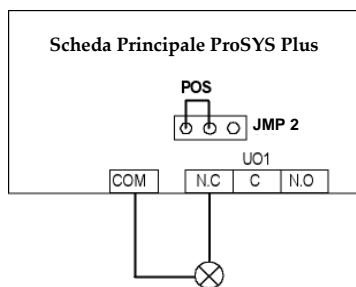 Scheda Principale ProSYS Plus
POS
JMP 2
UO1
COM N.C C N.O